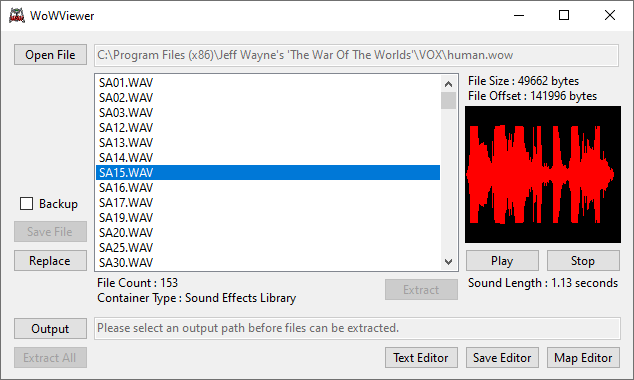 WoWViewer
Open File
C:\Program Files (x86)\Jeff Wayne's 'The War Of The Worlds'\VOX\human.wow
SA01.WAV
SA02.WAV
SA03.WAV
SA12.WAV
SA13.WAV
SA14.WAV
SA15.WAV
SA16.WAV
SA17.WAV
SA19.WAV
SA20.WAV
SA25.WAV
SA30.WAV
File Size : 49662 bytes
File Offset : 141996 bytes
Backup
Save File
Replace
Play
Stop
File Count : 153
Container Type : Sound Effects Library
Extract
Sound Length : 1.13 seconds
Output
Please select an output path before files can be extracted.
Extract All
Text Editor
Save Editor
Map Editor